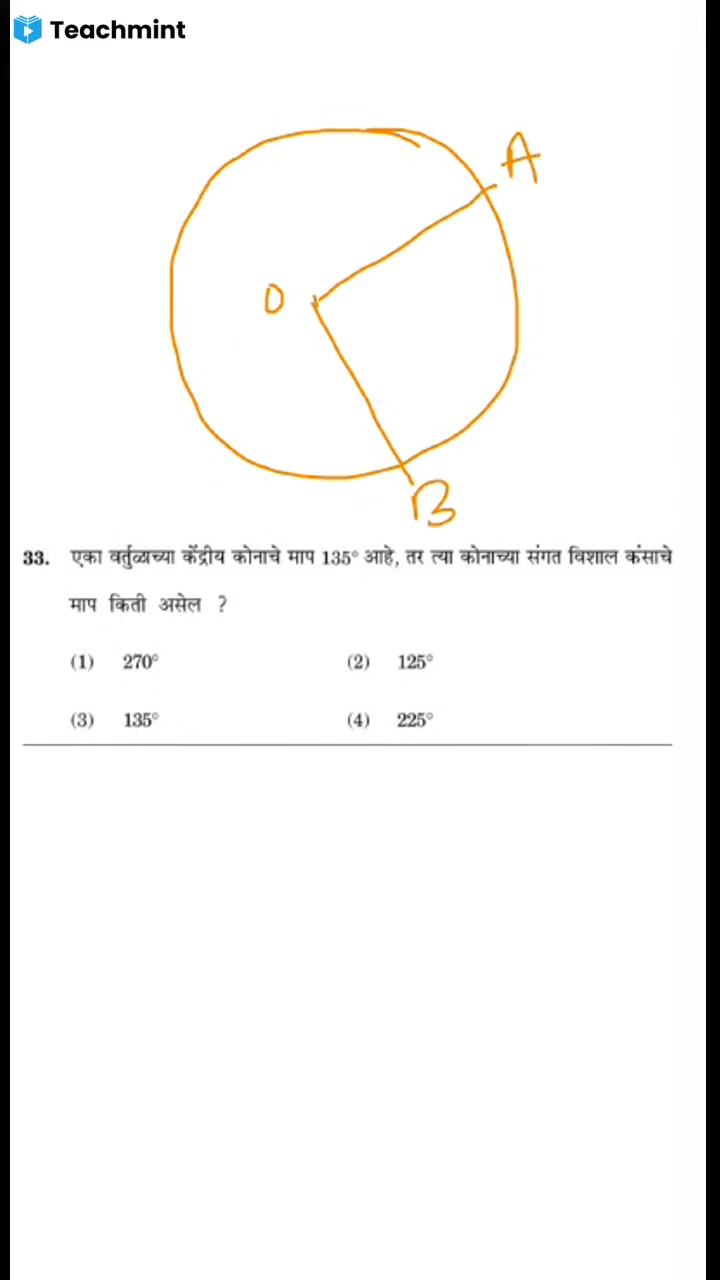 Teachmint
A
O
B
33. एका वर्तुळाच्या केंद्रीय कोनाचे माप 135° आहे, तर त्या कोनाच्या संगत विशाल कंसाचे
माप किती असेल ?
(1) 270° (2) 125°
(3) 135° (4) 225°